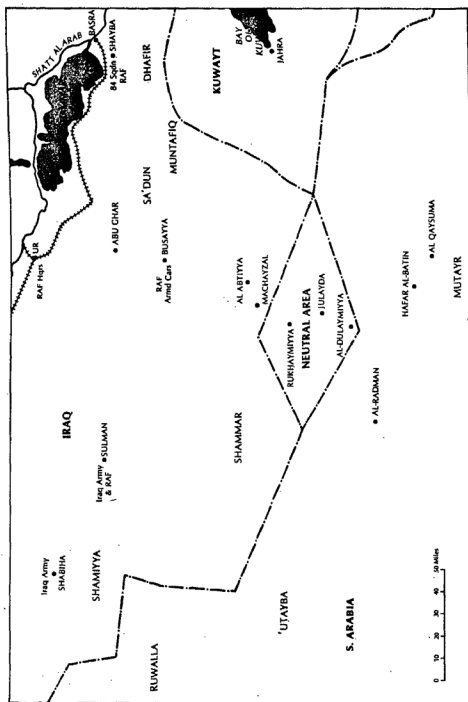 SHATT AL-ARAB
BASRA
SHAYBA
84 Sqdn
RAF
DHAFIR
KUWAYT
BAY
JAHRA
MUNTAFIQ
SA'DUN
UR
RAF Hqrs
ABU GHAR
BUSAYYA
RAF
Armd Cars
AL ABTIYYA
MACHAYZAL
RUKHAYMIYYA
NEUTRAL AREA
JULAYDA
AL-DULAYMIYYA
AL QAYSUMA
HAFAR AL-BATIN
MUTAYR
IRAQ
SULMAN
Iraq Army
& RAF
SHAMMAR
AL-RADMAN
Iraq Army
SHABIHA
SHAMIYYA
RUWALLA
'UTAYBA
S. ARABIA
0 10 20 30 40 50 Miles